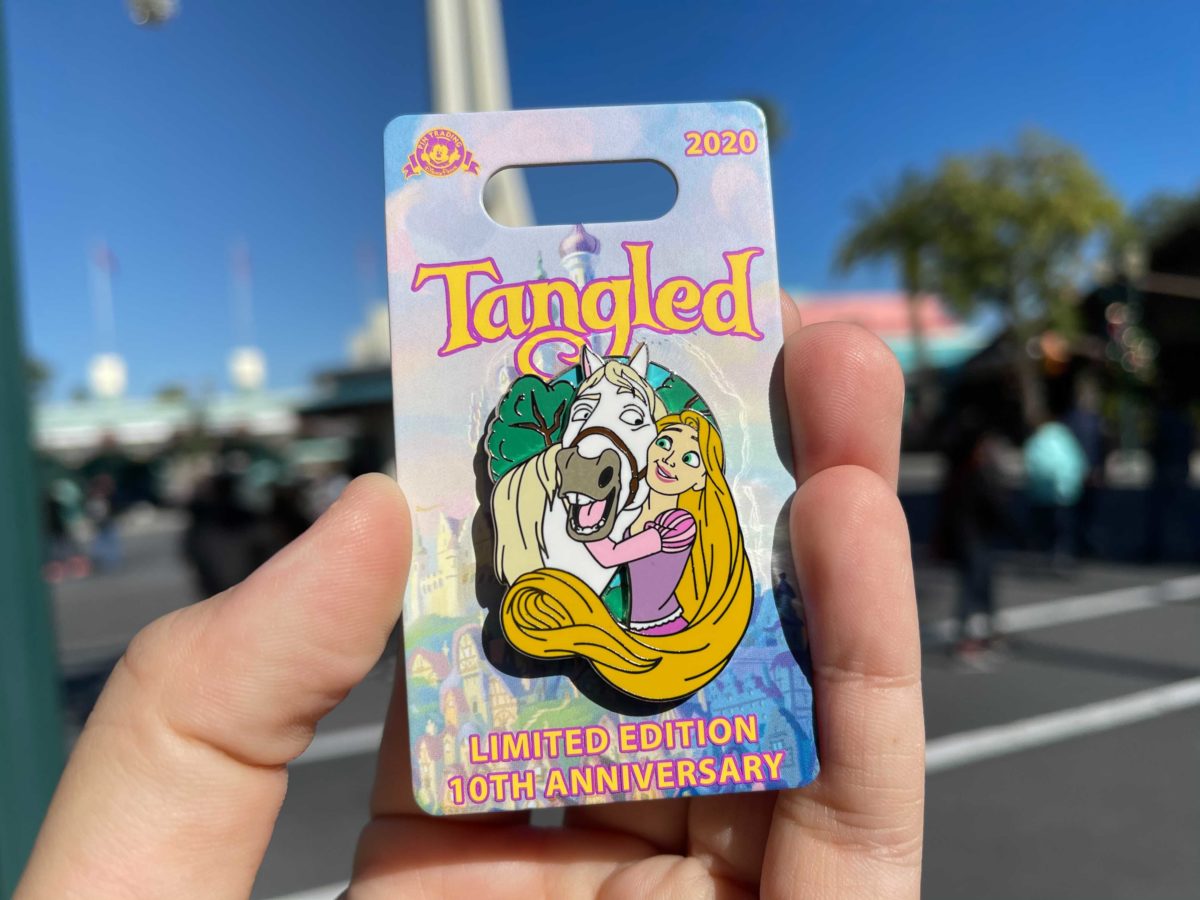 PIN TRADING
2020
Tangled
LIMITED EDITION
10TH ANNIVERSARY